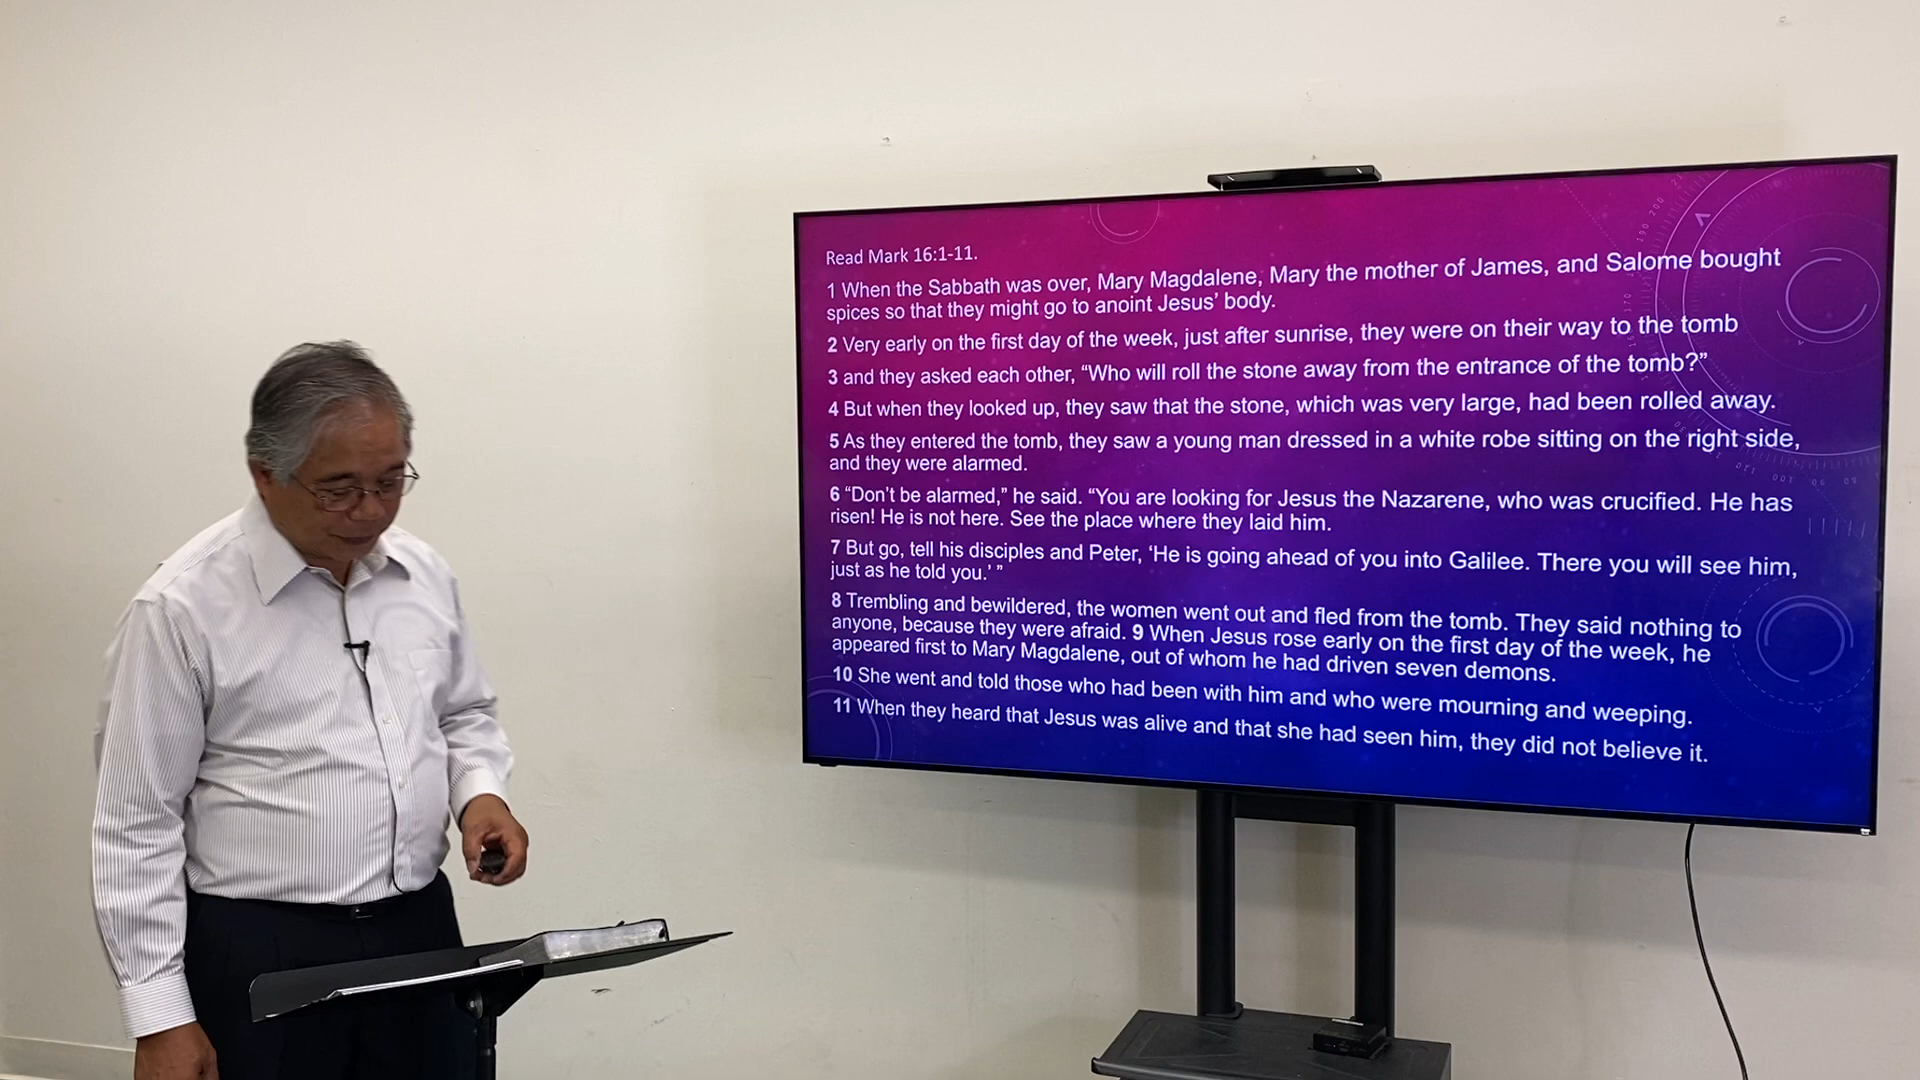 Read Mark 16:1-11.
1 When the Sabbath was over, Mary Magdalene, Mary the mother of James, and Salome bought
spices so that they might go to anoint Jesus’ body.
2 Very early on the first day of the week, just after sunrise, they were on their way to the tomb
3 and they asked each other, “Who will roll the stone away from the entrance of the tomb?”
4 But when they looked up, they saw that the stone, which was very large, had been rolled away.
5 As they entered the tomb, they saw a young man dressed in a white robe sitting on the right side,
and they were alarmed.
6 “Don’t be alarmed,” he said. “You are looking for Jesus the Nazarene, who was crucified. He has
risen! He is not here. See the place where they laid him.
7 But go, tell his disciples and Peter, ‘He is going ahead of you into Galilee. There you will see him,
just as he told you.’ ”
8 Trembling and bewildered, the women went out and fled from the tomb. They said nothing to
anyone, because they were afraid. 9 When Jesus rose early on the first day of the week, he
appeared first to Mary Magdalene, out of whom he had driven seven demons.
10 She went and told those who had been with him and who were mourning and weeping.
11 When they heard that Jesus was alive and that she had seen him, they did not believe it.